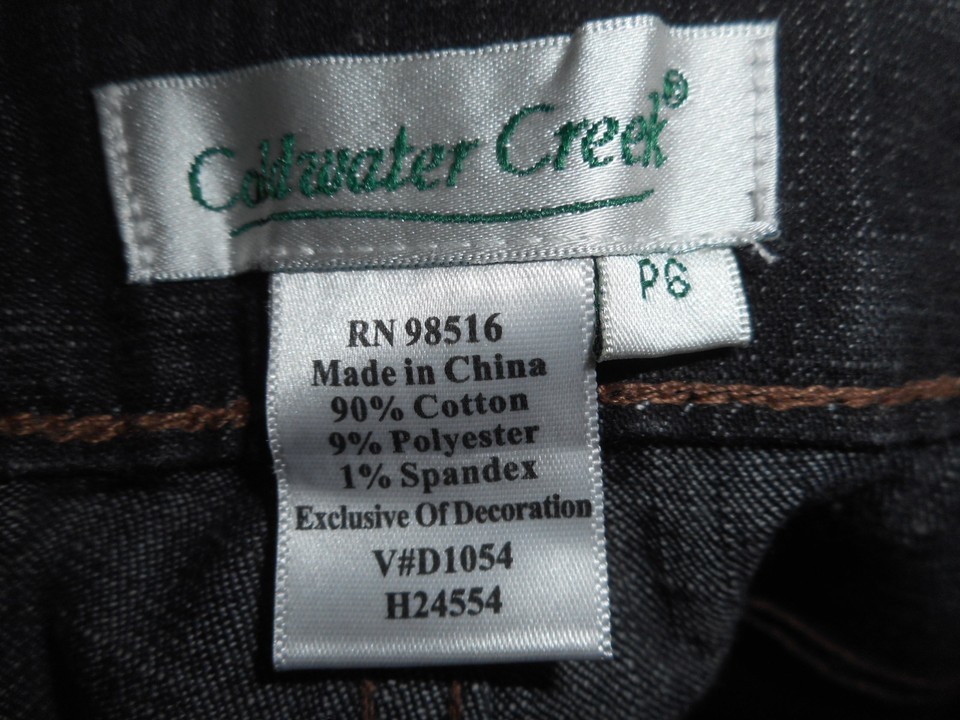 Coldwater Creek®
P6
RN 98516
Made in China
90% Cotton
9% Polyester
1% Spandex
Exclusive Of Decoration
V#D1054
H24554